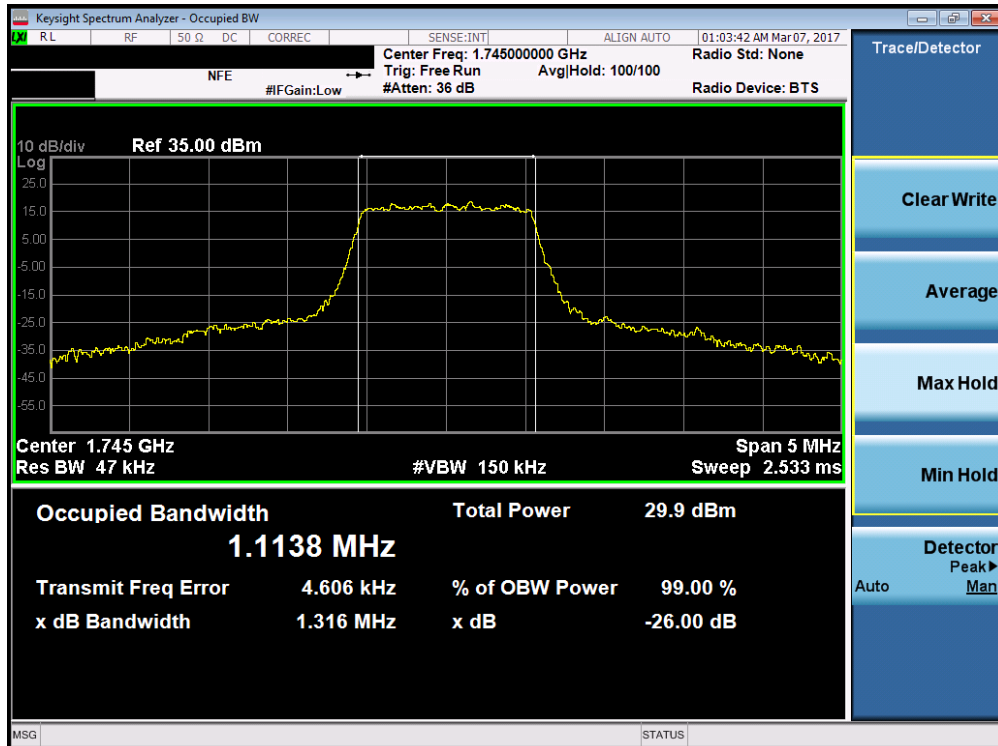 Keysight Spectrum Analyzer - Occupied BW
LXI RL RF 50 Ω DC CORREC SENSE:INT ALIGN AUTO 01:03:42 AM Mar 07, 2017
Center Freq: 1.745000000 GHz Radio Std: None
NFE Trig: Free Run Avg|Hold: 100/100
#IFGain:Low #Atten: 36 dB Radio Device: BTS
10 dB/div Ref 35.00 dBm
Log
25.0
15.0
5.00
-5.00
-15.0
-25.0
-35.0
-45.0
-55.0
Center 1.745 GHz Span 5 MHz
Res BW 47 kHz #VBW 150 kHz Sweep 2.533 ms
Occupied Bandwidth Total Power 29.9 dBm
1.1138 MHz
Transmit Freq Error 4.606 kHz % of OBW Power 99.00 %
x dB Bandwidth 1.316 MHz x dB -26.00 dB
Trace/Detector
Clear Write
Average
Max Hold
Min Hold
Detector
Peak▶
Auto Man
MSG STATUS